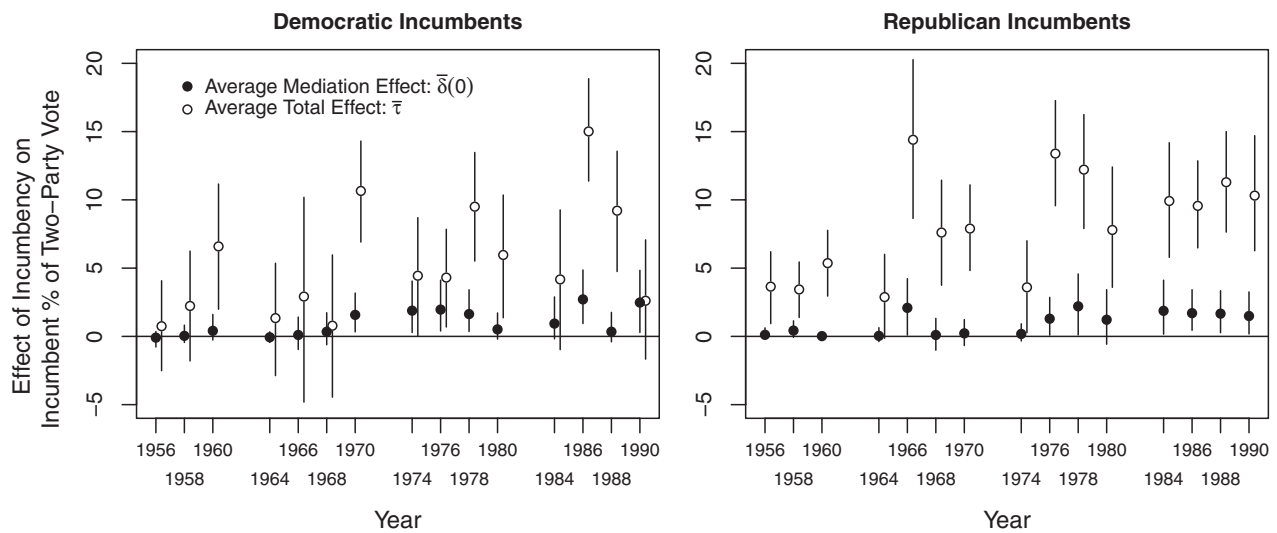 Democratic Incumbents
Republican Incumbents
Effect of Incumbency on
Incumbent % of Two−Party Vote
20
15
10
5
0
−5
Average Mediation Effect: δ̅(0)
Average Total Effect: τ̅
1956 1960 1966 1970 1976 1980 1986 1990
1958 1964 1968 1974 1978 1984 1988
Year
20
15
10
5
0
−5
1956 1960 1966 1970 1976 1980 1986 1990
1958 1964 1968 1974 1978 1984 1988
Year